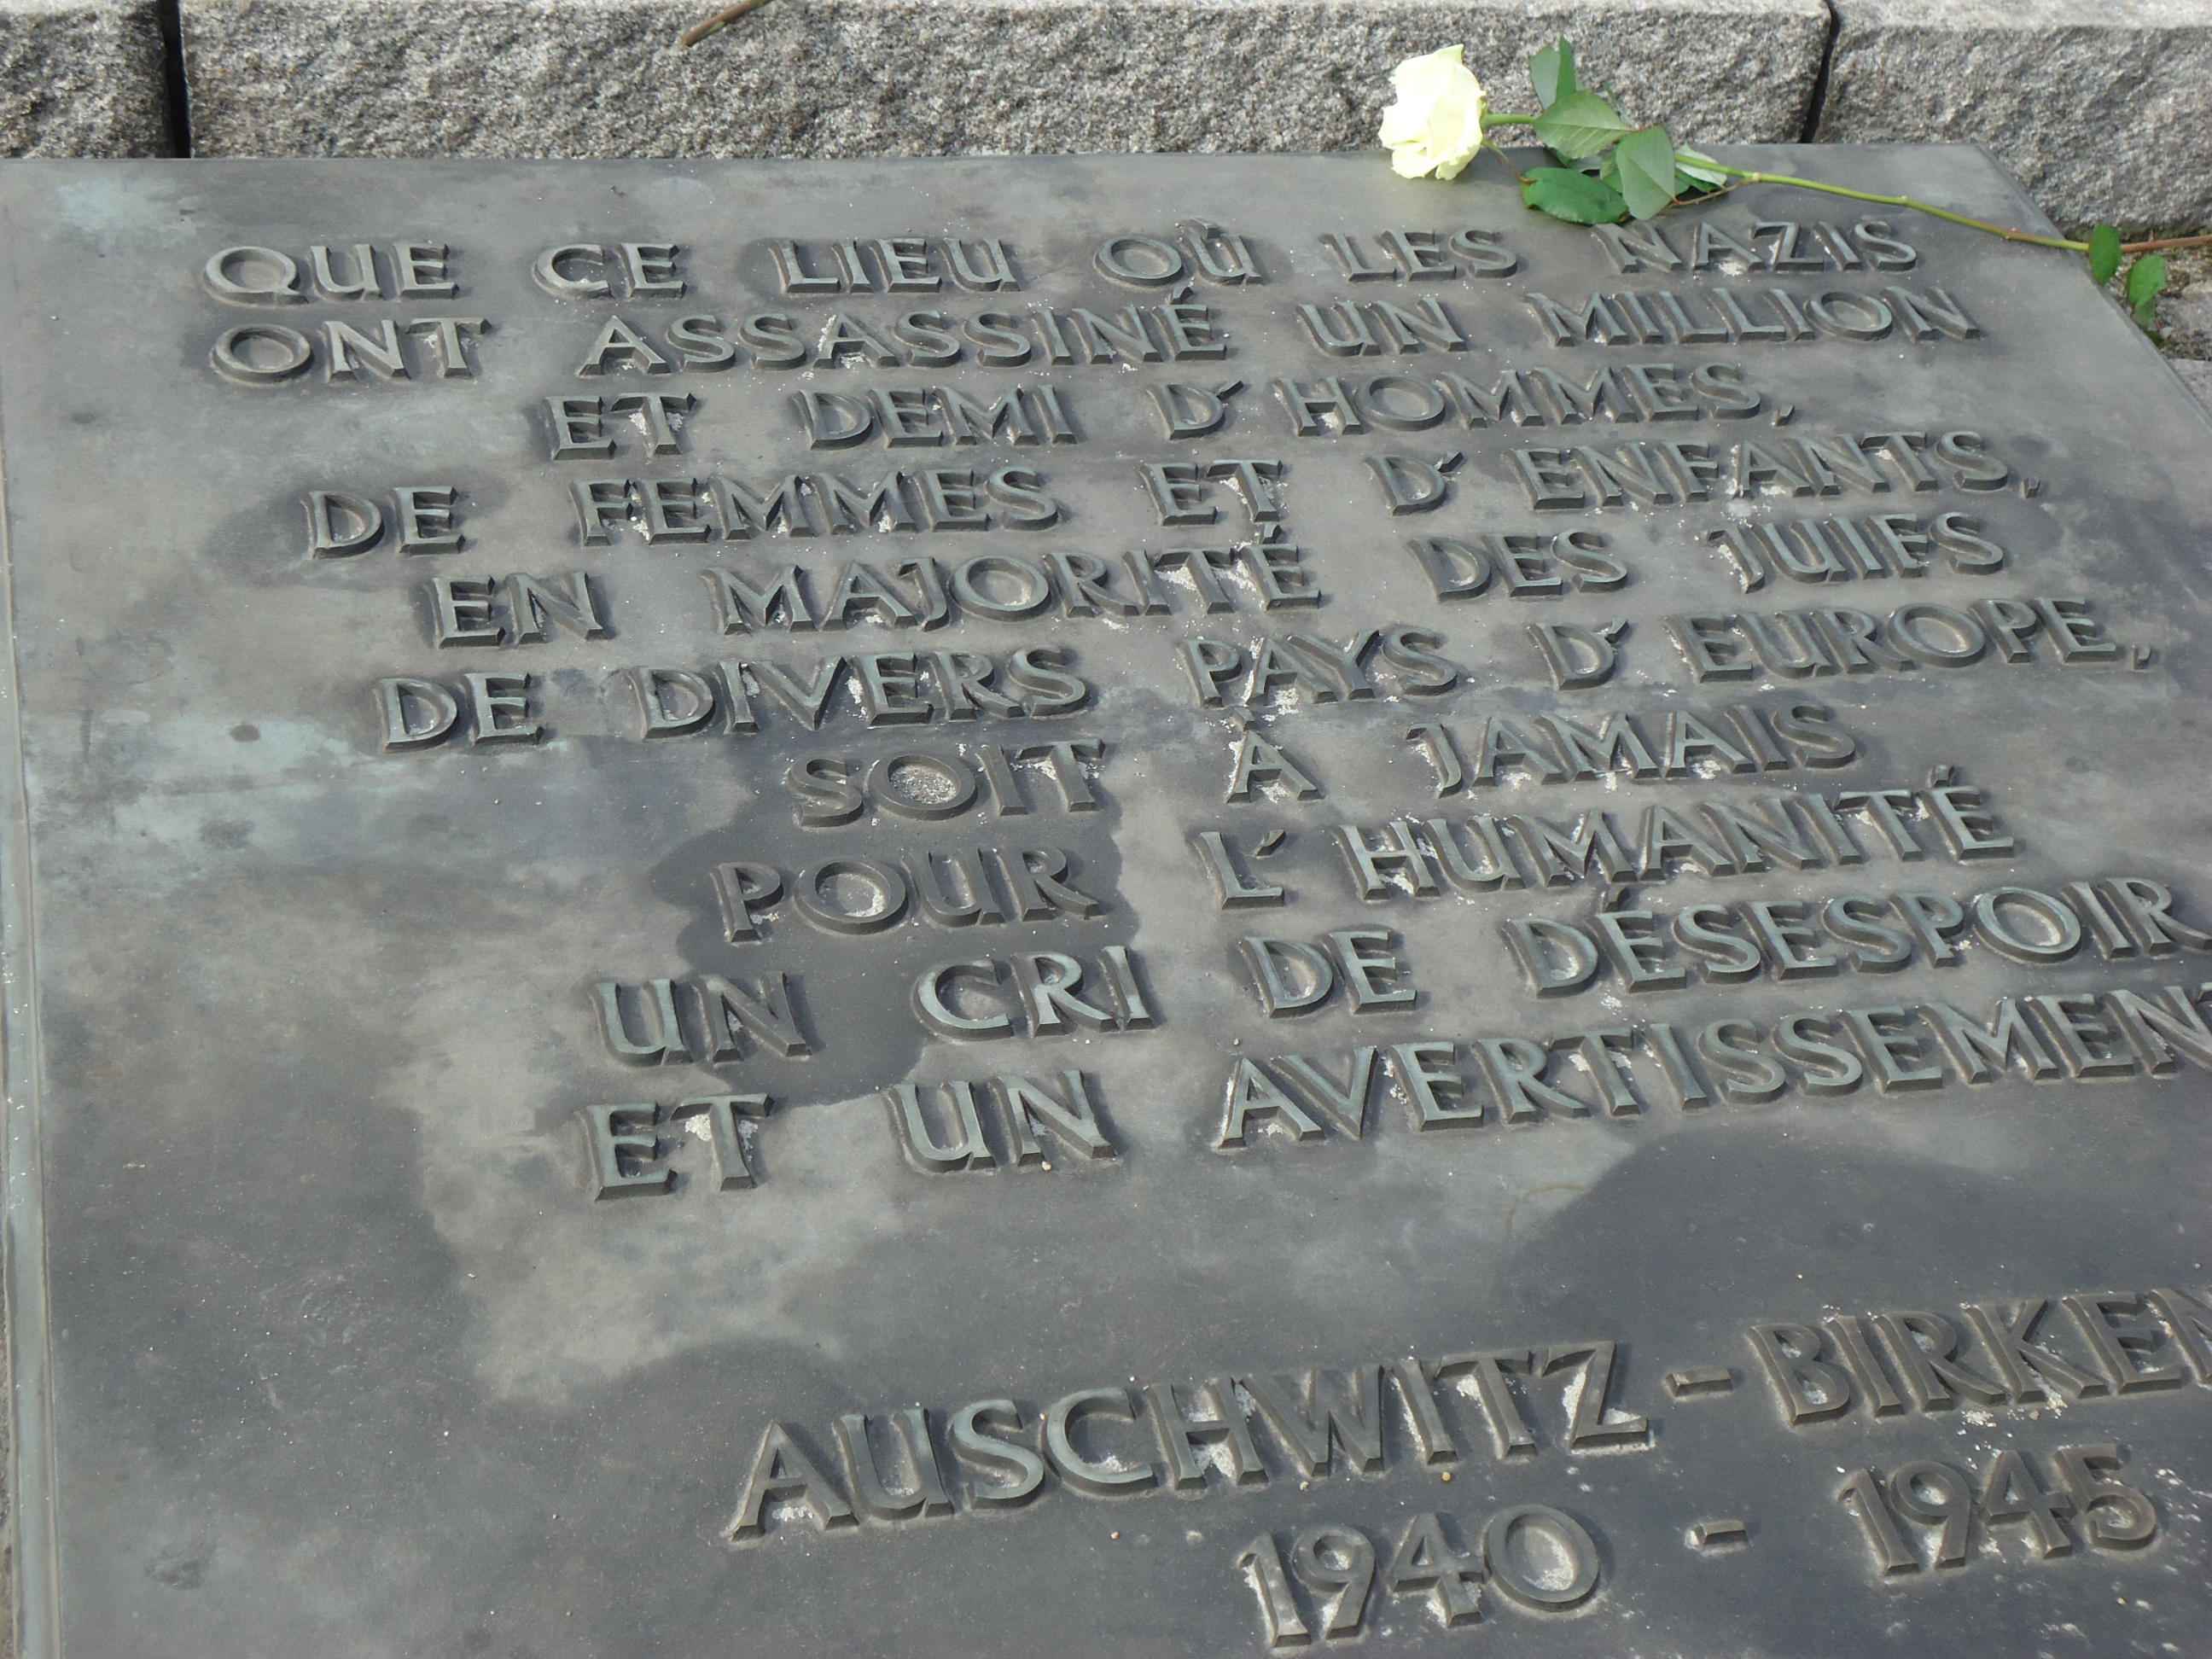 QUE CE LIEU OÙ LES NAZIS
ONT ASSASSINÉ UN MILLION
ET DEMI D'HOMMES,
DE FEMMES ET D'ENFANTS,
EN MAJORITÉ DES JUIFS
DE DIVERS PAYS D'EUROPE,
SOIT À JAMAIS
POUR L'HUMANITÉ
UN CRI DE DÉSESPOIR
ET UN AVERTISSEMENT
AUSCHWITZ - BIRKEN
1940 - 1945